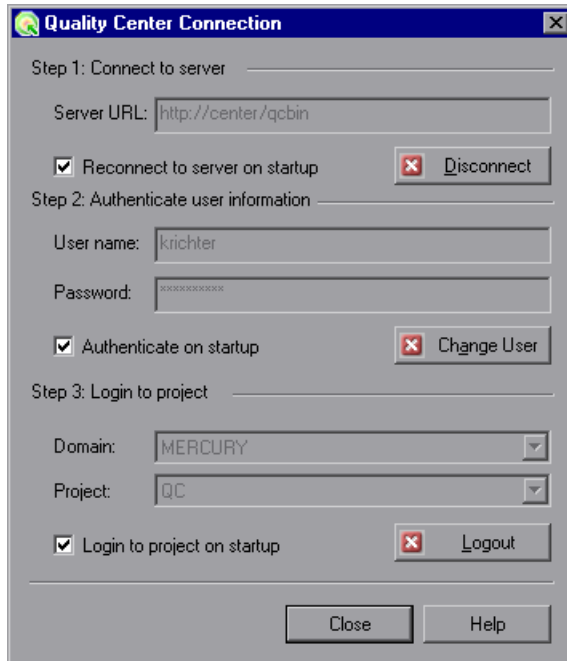 Quality Center Connection
Step 1: Connect to server
Server URL: http://center/qcbin
Reconnect to server on startup Disconnect
Step 2: Authenticate user information
User name: krichter
Password: **********
Authenticate on startup Change User
Step 3: Login to project
Domain: MERCURY
Project: QC
Login to project on startup Logout
Close Help